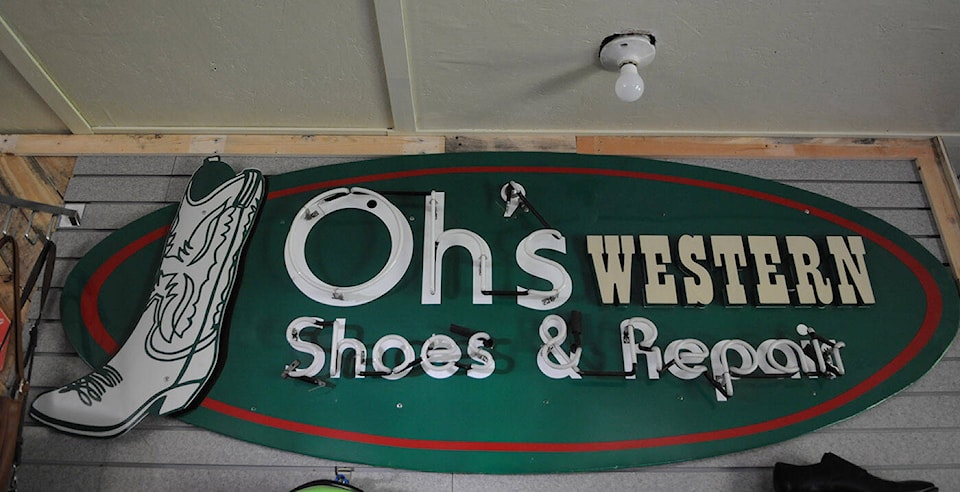 Oh's WESTERN
Shoes & Repair